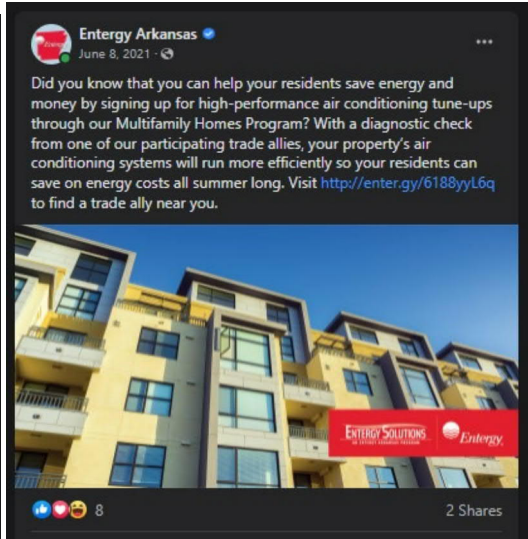 Entergy Arkansas
June 8, 2021 ·
Did you know that you can help your residents save energy and
money by signing up for high-performance air conditioning tune-ups
through our Multifamily Homes Program? With a diagnostic check
from one of our participating trade allies, your property's air
conditioning systems will run more efficiently so your residents can
save on energy costs all summer long. Visit http://enter.gy/6188yyL6q
to find a trade ally near you.
ENTERGY SOLUTIONS
AN ENTERGY ARKANSAS PROGRAM
Entergy
8
2 Shares